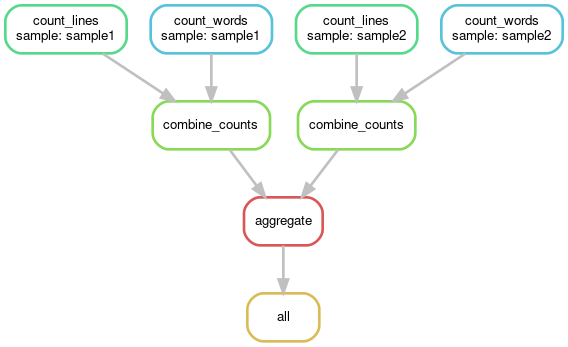 count_lines
sample: sample1
count_words
sample: sample1
count_lines
sample: sample2
count_words
sample: sample2
combine_counts
combine_counts
aggregate
all